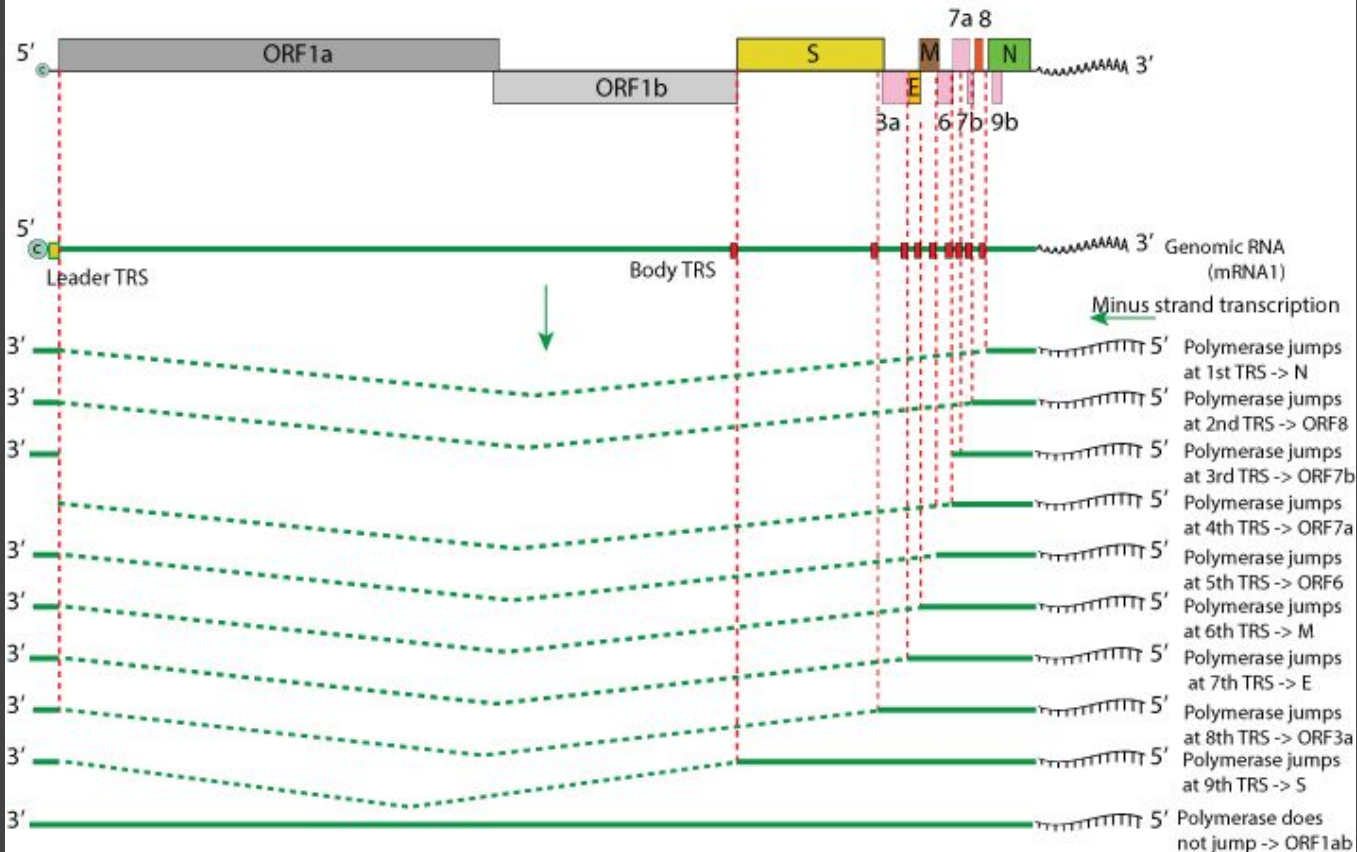 7a 8
5′ ORF1a S M N 3′
c
ORF1b E
3a 6 7b 9b
5′
c 3′ Genomic RNA
(mRNA1)
Leader TRS Body TRS
Minus strand transcription
3′ 5′ Polymerase jumps
at 1st TRS -> N
3′ 5′ Polymerase jumps
at 2nd TRS -> ORF8
3′ 5′ Polymerase jumps
at 3rd TRS -> ORF7b
5′ Polymerase jumps
at 4th TRS -> ORF7a
3′ 5′ Polymerase jumps
at 5th TRS -> ORF6
3′ 5′ Polymerase jumps
at 6th TRS -> M
3′ 5′ Polymerase jumps
at 7th TRS -> E
3′ 5′ Polymerase jumps
at 8th TRS -> ORF3a
3′ 5′ Polymerase jumps
at 9th TRS -> S
3′ 5′ Polymerase does
not jump -> ORF1ab